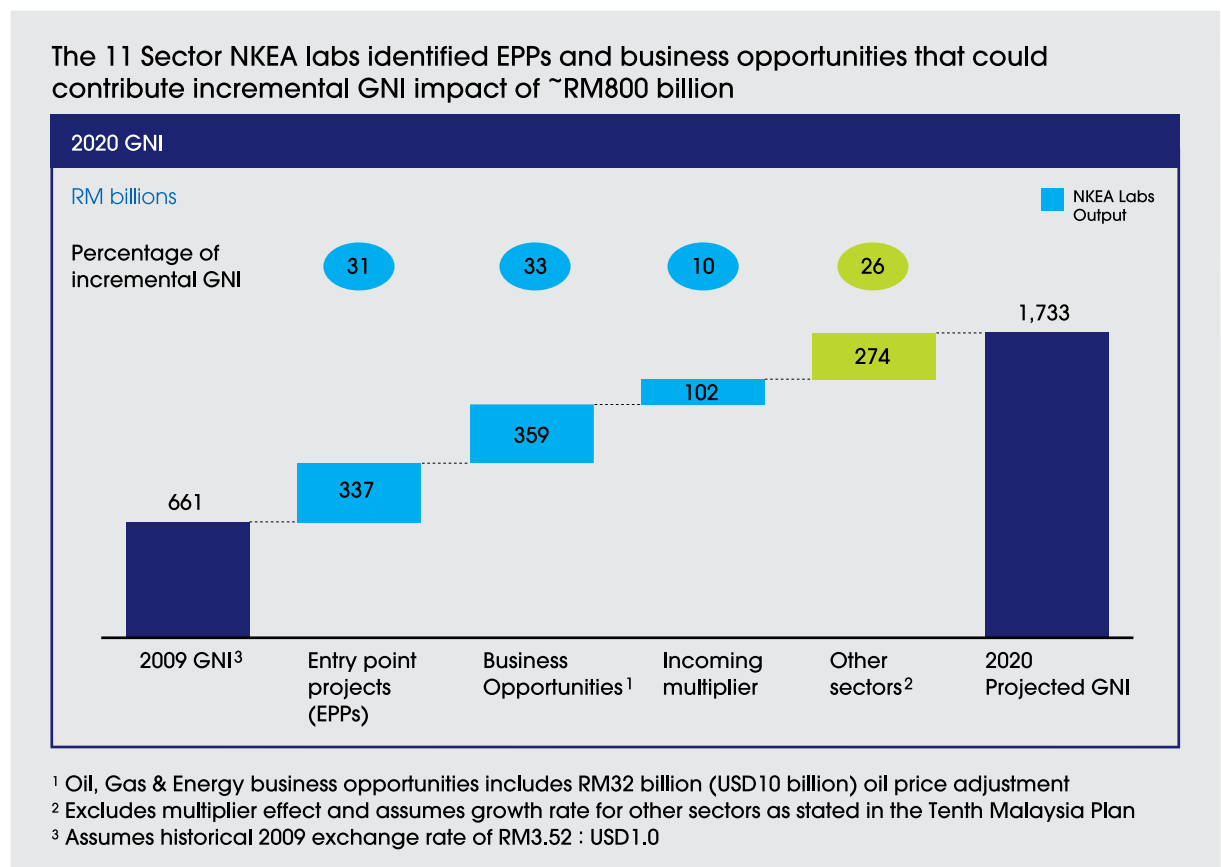 The 11 Sector NKEA labs identified EPPs and business opportunities that could
contribute incremental GNI impact of ~RM800 billion
2020 GNI
RM billions
NKEA Labs
Output
Percentage of
incremental GNI
31
33
10
26
1,733
274
102
359
337
661
2009 GNI³
Entry point
projects
(EPPs)
Business
Opportunities¹
Incoming
multiplier
Other
sectors²
2020
Projected GNI
¹ Oil, Gas & Energy business opportunities includes RM32 billion (USD10 billion) oil price adjustment
² Excludes multiplier effect and assumes growth rate for other sectors as stated in the Tenth Malaysia Plan
³ Assumes historical 2009 exchange rate of RM3.52 : USD1.0